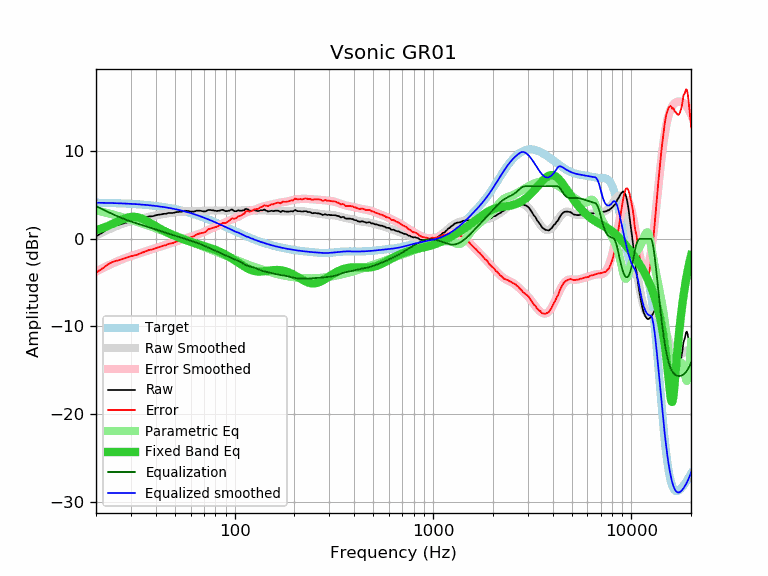 Vsonic GR01
Amplitude (dBr)
10
0
−10
−20
−30
Target
Raw Smoothed
Error Smoothed
Raw
Error
Parametric Eq
Fixed Band Eq
Equalization
Equalized smoothed
100
1000
10000
Frequency (Hz)